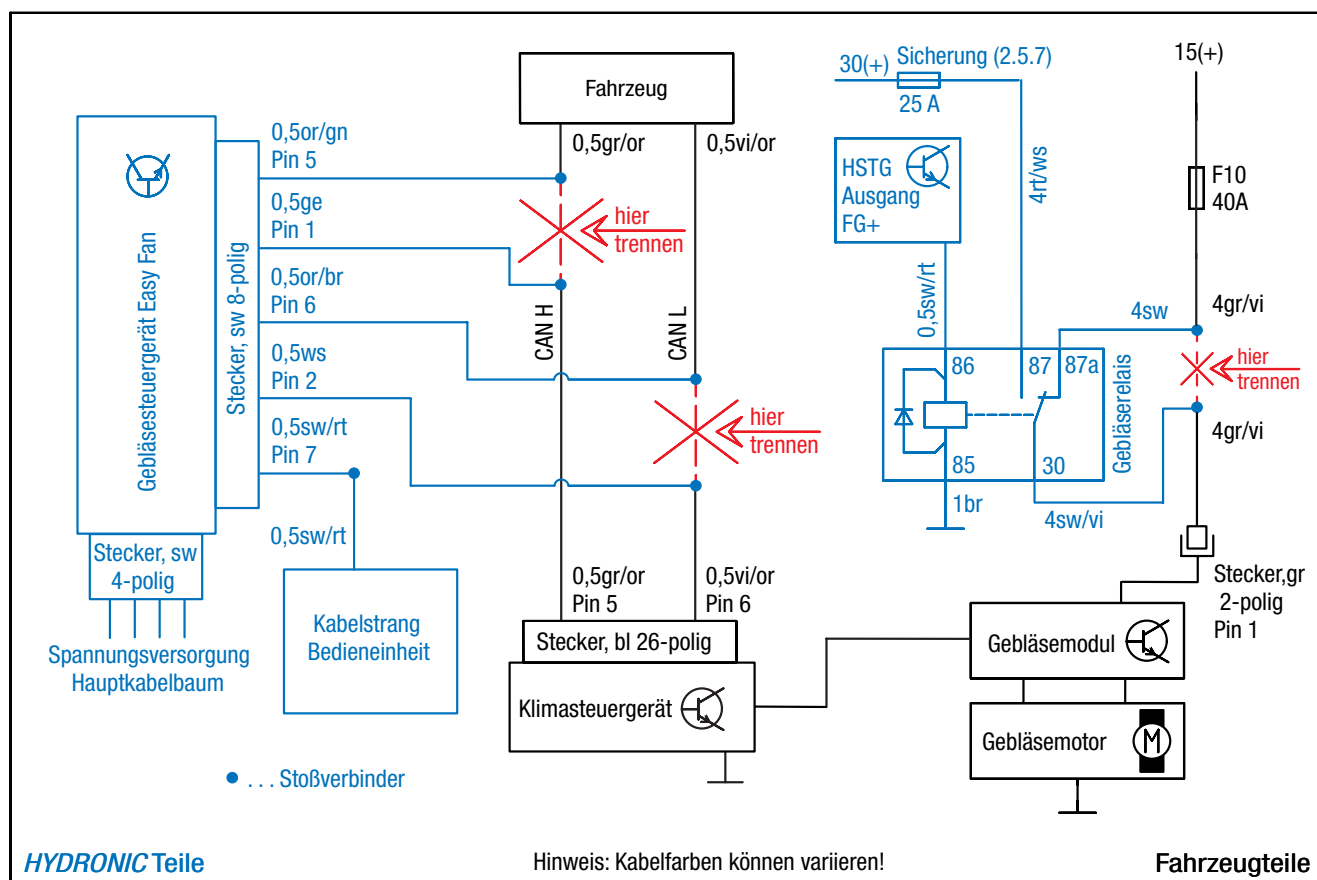 Fahrzeug
0,5gr/or
0,5vi/or
30(+)
Sicherung (2.5.7)
25 A
15(+)
F10
40A
HSTG
Ausgang
FG+
4rt/ws
0,5sw/rt
4sw
4gr/vi
hier
trennen
4gr/vi
86
87
87a
85
30
Gebläserelais
1br
4sw/vi
Gebläsesteuergerät Easy Fan
Stecker, sw 8-polig
0,5or/gn
Pin 5
0,5ge
Pin 1
0,5or/br
Pin 6
0,5ws
Pin 2
0,5sw/rt
Pin 7
hier
trennen
CAN H
CAN L
hier
trennen
0,5sw/rt
Stecker, sw
4-polig
Spannungsversorgung
Hauptkabelbaum
Kabelstrang
Bedieneinheit
0,5gr/or
Pin 5
0,5vi/or
Pin 6
Stecker, bl 26-polig
Klimasteuergerät
Stecker,gr
2-polig
Pin 1
Gebläsemodul
Gebläsemotor
M
. . . Stoßverbinder
HYDRONIC Teile
Hinweis: Kabelfarben können variieren!
Fahrzeugteile